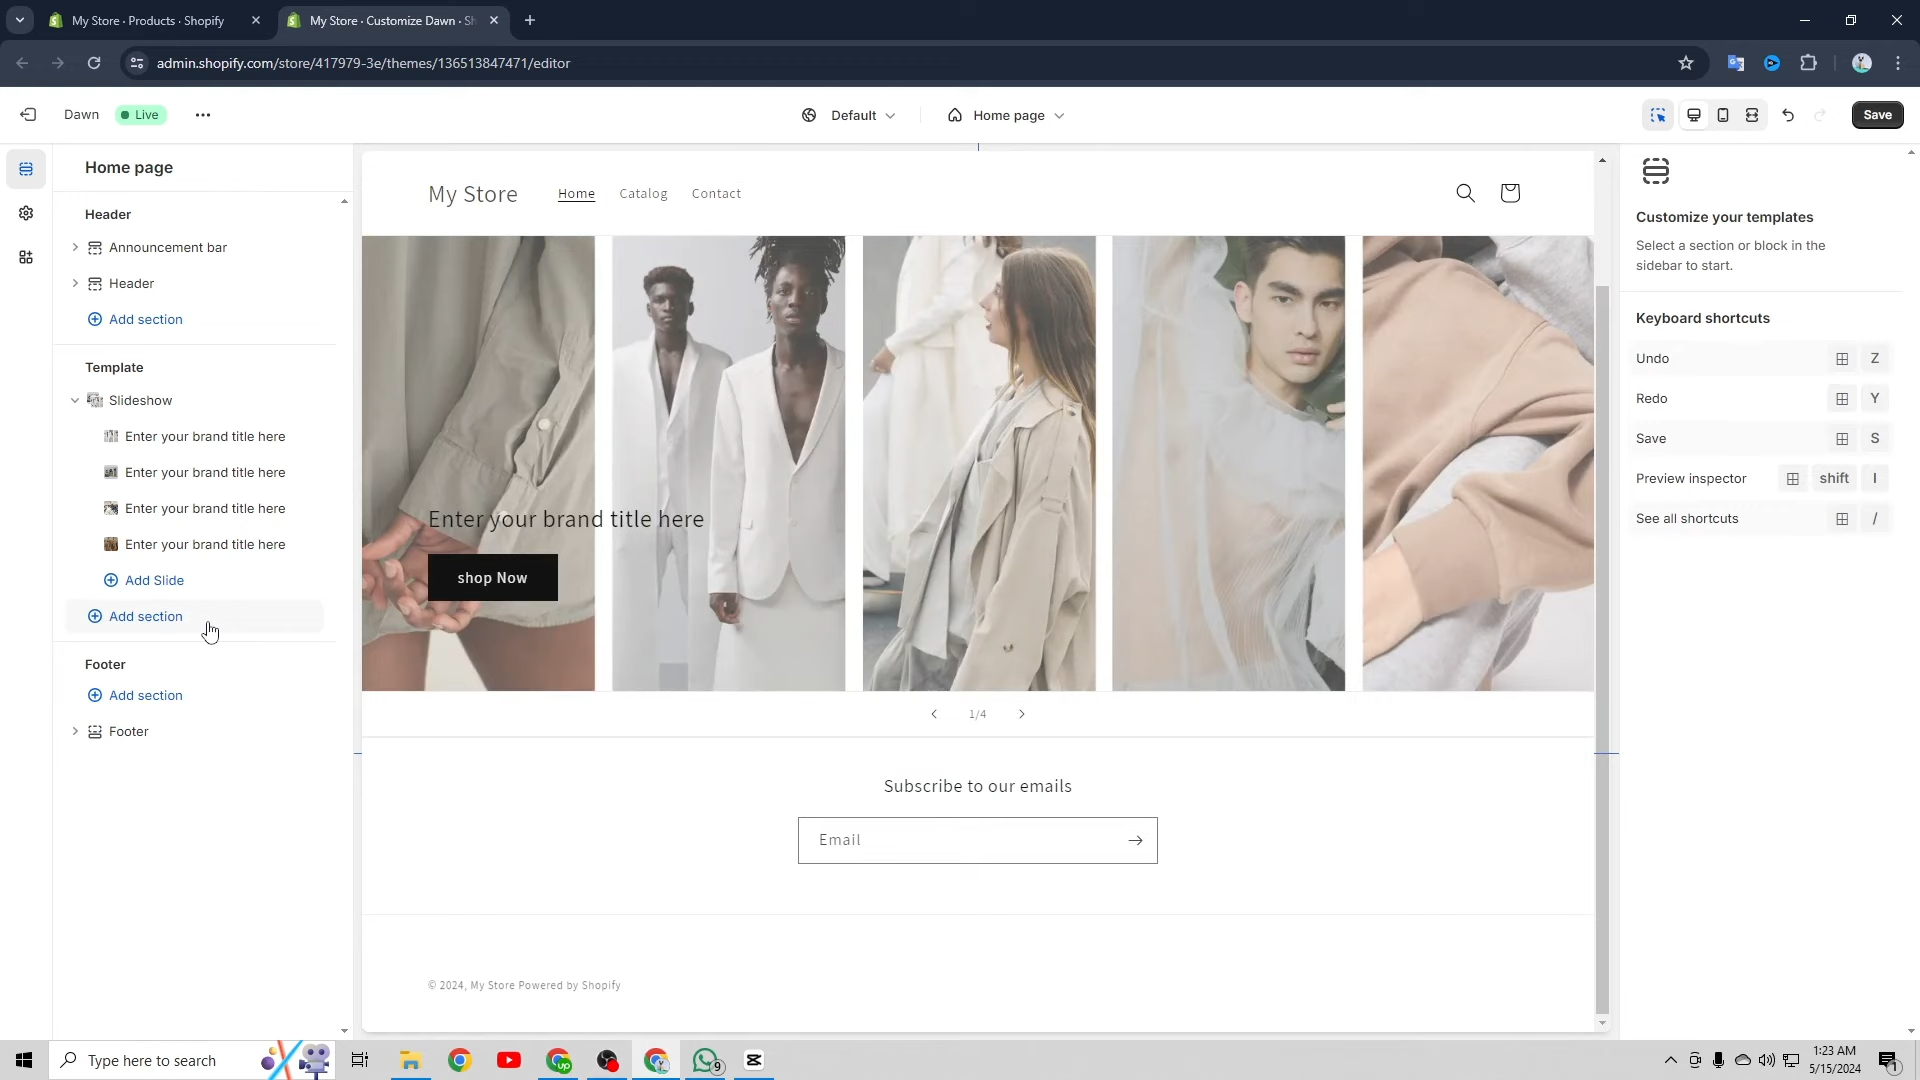 My Store · Products · Shopify
My Store · Customize Dawn · Sh
admin.shopify.com/store/417979-3e/themes/136513847471/editor
Dawn
Live
Default
Home page
Save
Home page
Header
Announcement bar
Header
Add section
Template
Slideshow
Enter your brand title here
Enter your brand title here
Enter your brand title here
Enter your brand title here
Add Slide
Add section
Footer
Add section
Footer
My Store
Home
Catalog
Contact
Enter your brand title here
shop Now
1/4
Subscribe to our emails
Email
© 2024, My Store Powered by Shopify
Customize your templates
Select a section or block in the
sidebar to start.
Keyboard shortcuts
Undo Z
Redo Y
Save S
Preview inspector shift I
See all shortcuts /
Type here to search
up
9
1:23 AM
5/15/2024
1